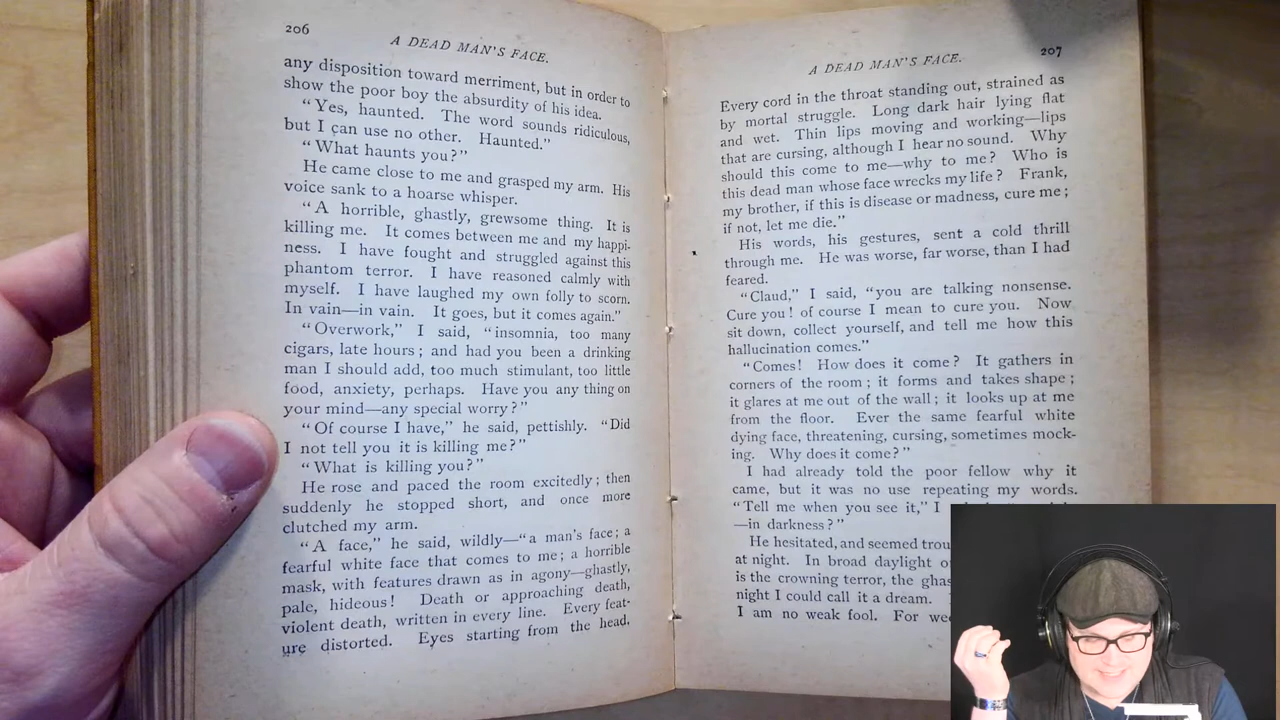 206
A DEAD MAN'S FACE.
any disposition toward merriment, but in order to
show the poor boy the absurdity of his idea.
“Yes, haunted. The word sounds ridiculous,
but I can use no other. Haunted.”
“What haunts you?”
He came close to me and grasped my arm. His
voice sank to a hoarse whisper.
“A horrible, ghastly, grewsome thing. It is
killing me. It comes between me and my happi-
ness. I have fought and struggled against this
phantom terror. I have reasoned calmly with
myself. I have laughed my own folly to scorn.
In vain—in vain. It goes, but it comes again.”
“Overwork,” I said, “insomnia, too many
cigars, late hours; and had you been a drinking
man I should add, too much stimulant, too little
food, anxiety, perhaps. Have you any thing on
your mind—any special worry?”
“Of course I have,” he said, pettishly. “Did
I not tell you it is killing me?”
“What is killing you?”
He rose and paced the room excitedly; then
suddenly he stopped short, and once more
clutched my arm.
“A face,” he said, wildly—“a man's face; a
fearful white face that comes to me; a horrible
mask, with features drawn as in agony—ghastly,
pale, hideous! Death or approaching death,
violent death, written in every line. Every feat-
ure distorted. Eyes starting from the head.
A DEAD MAN'S FACE.
207
Every cord in the throat standing out, strained as
by mortal struggle. Long dark hair lying flat
and wet. Thin lips moving and working—lips
that are cursing, although I hear no sound. Why
should this come to me—why to me? Who is
this dead man whose face wrecks my life? Frank,
my brother, if this is disease or madness, cure me;
if not, let me die.”
His words, his gestures, sent a cold thrill
through me. He was worse, far worse, than I had
feared.
“Claud,” I said, “you are talking nonsense.
Cure you! of course I mean to cure you. Now
sit down, collect yourself, and tell me how this
hallucination comes.”
“Comes! How does it come? It gathers in
corners of the room; it forms and takes shape;
it glares at me out of the wall; it looks up at me
from the floor. Ever the same fearful white
dying face, threatening, cursing, sometimes mock-
ing. Why does it come?”
I had already told the poor fellow why it
came, but it was no use repeating my words.
“Tell me when you see it,” I
—in darkness?”
He hesitated, and seemed
at night. In broad daylight
is the crowning terror, the
night I could call it a dream.
I am no weak fool. For